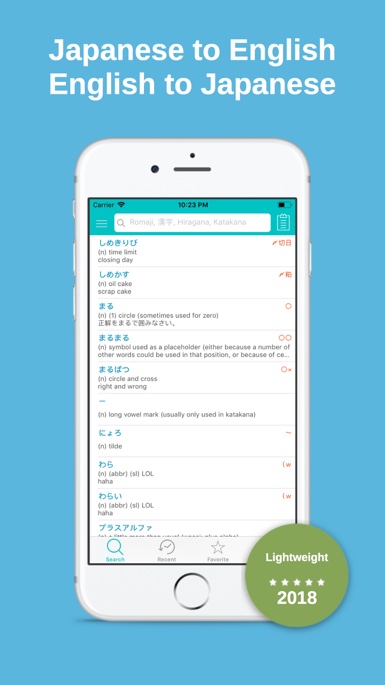 Japanese to English
English to Japanese
Carrier 10:23 PM
Romaji, 漢字, Hiragana, Katakana
しめきりび 〆切日
(n) time limit
closing day
しめかす 〆粕
(n) oil cake
scrap cake
まる ○
(n) (1) circle (sometimes used for zero)
正解をまるで囲みなさい。
まるまる ○○
(n) symbol used as a placeholder (either because a number of
other words could be used in that position, or because of ce...
まるばつ ○×
(n) circle and cross
right and wrong
ー
(n) long vowel mark (usually only used in katakana)
にょろ ～
(n) tilde
わら (w
(n) (abbr) (sl) LOL
haha
わらい (w
(n) (abbr) (sl) LOL
haha
プラスアルファ
Search Recent Favorite
Lightweight
2018